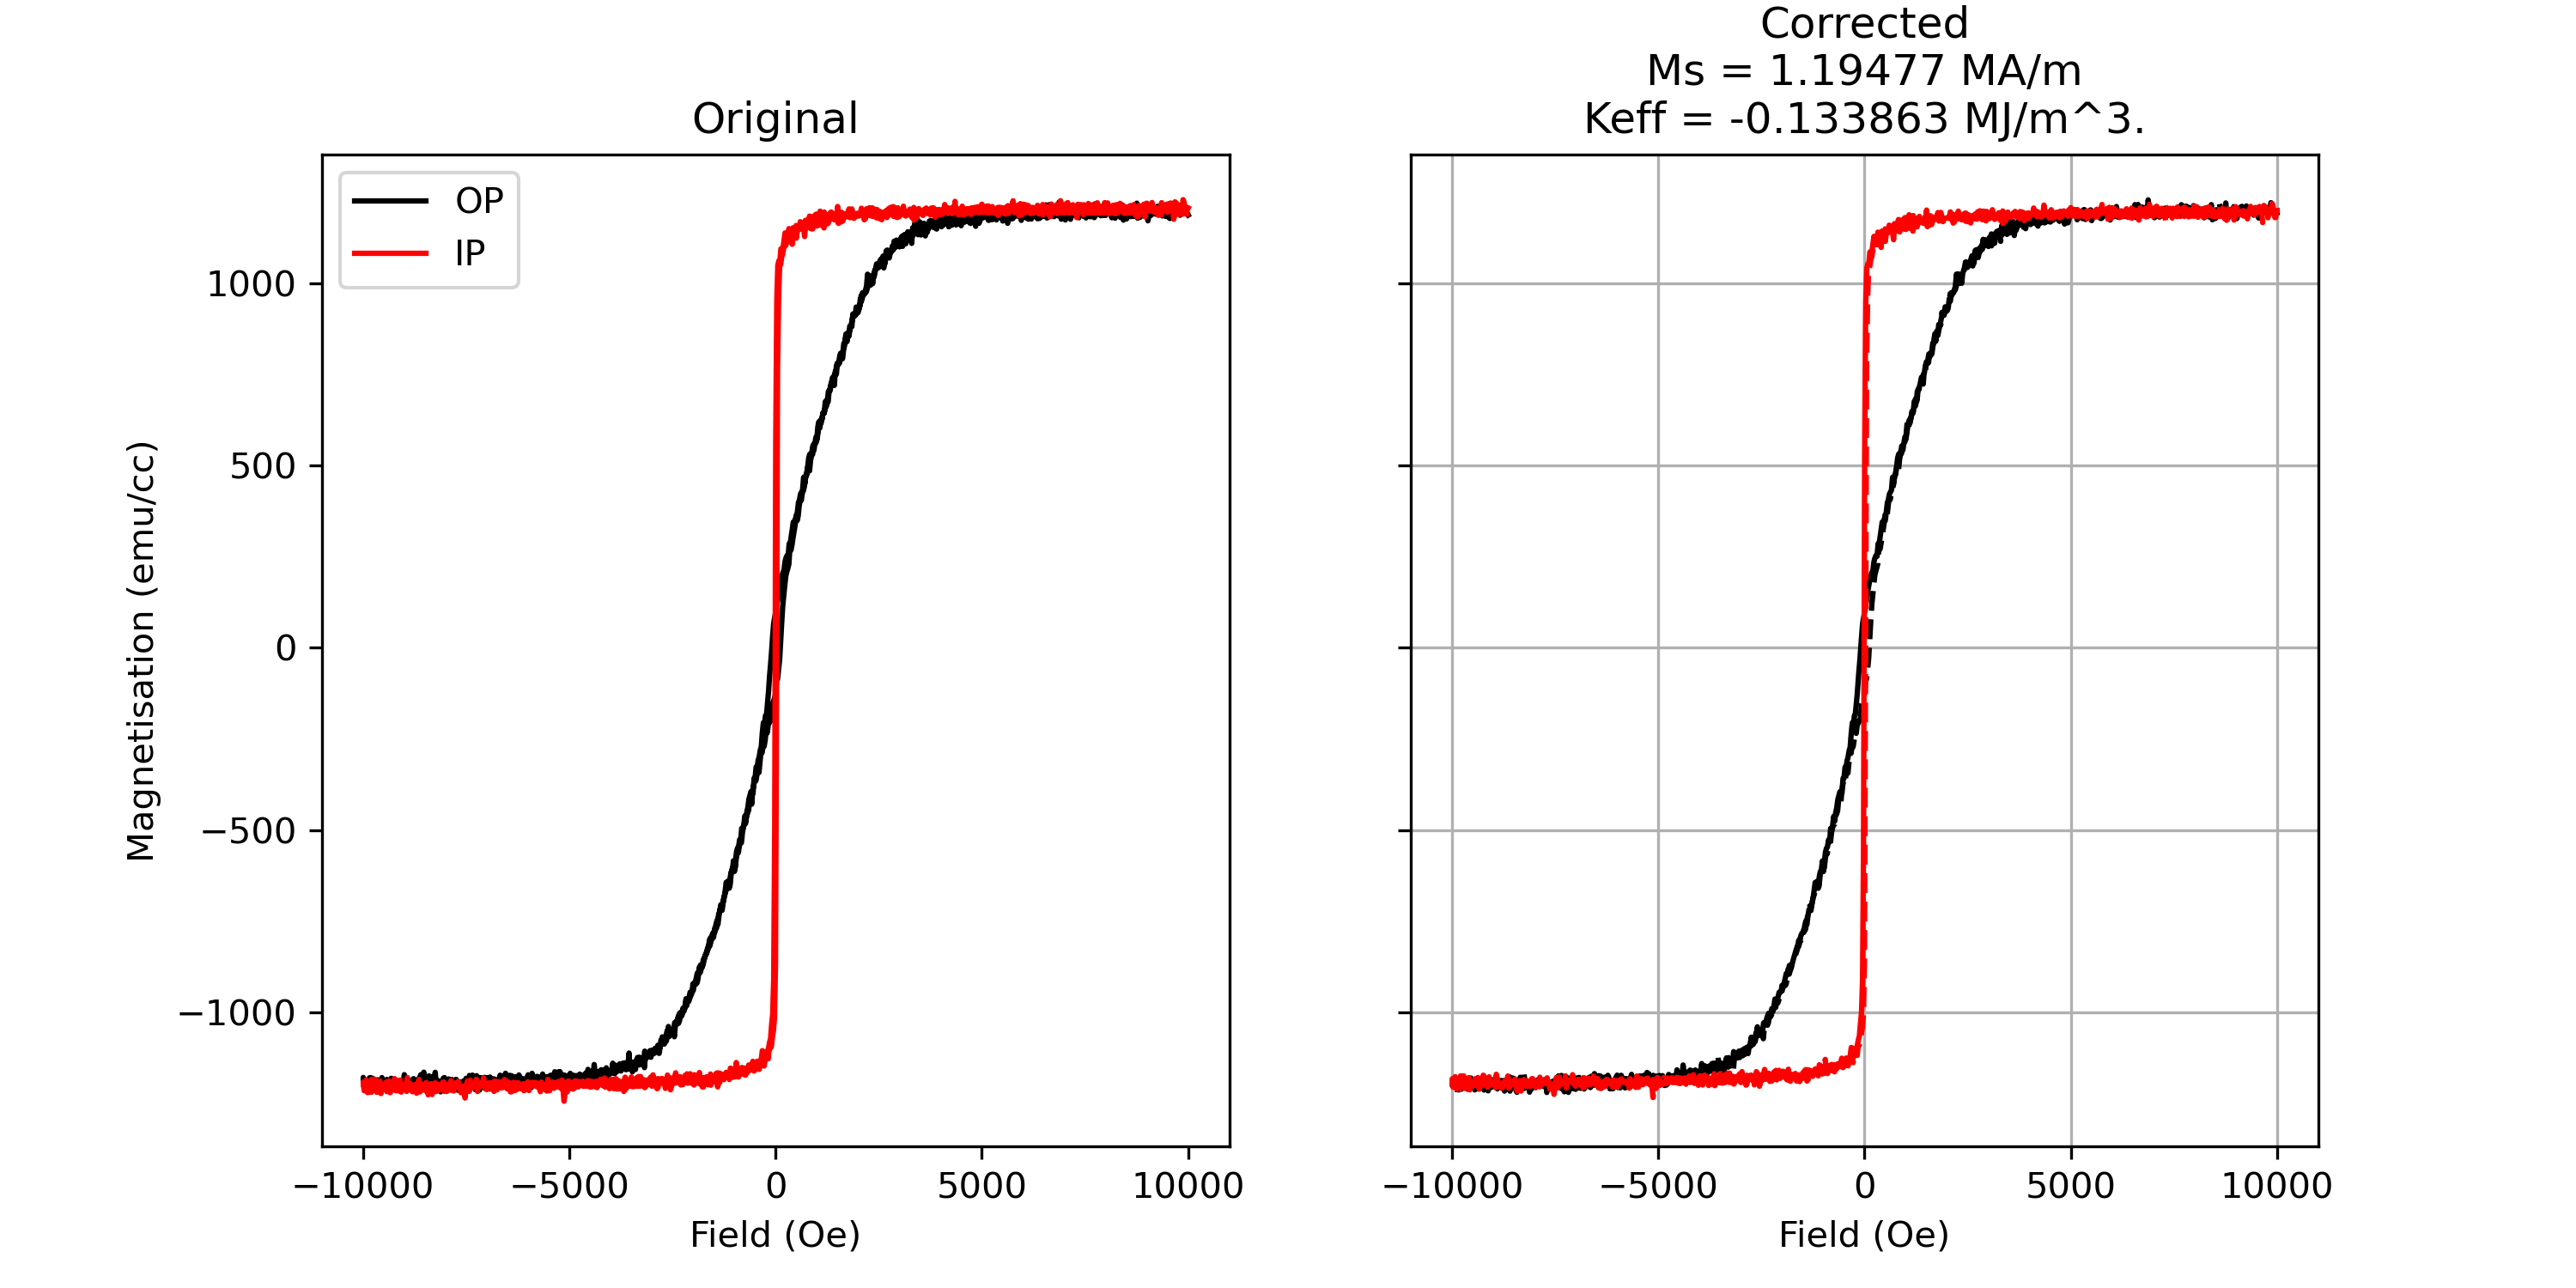 Original
OP
IP
1000
500
0
−500
−1000
Magnetisation (emu/cc)
−10000 −5000 0 5000 10000
Field (Oe)
Corrected
Ms = 1.19477 MA/m
Keff = -0.133863 MJ/m^3.
−10000 −5000 0 5000 10000
Field (Oe)